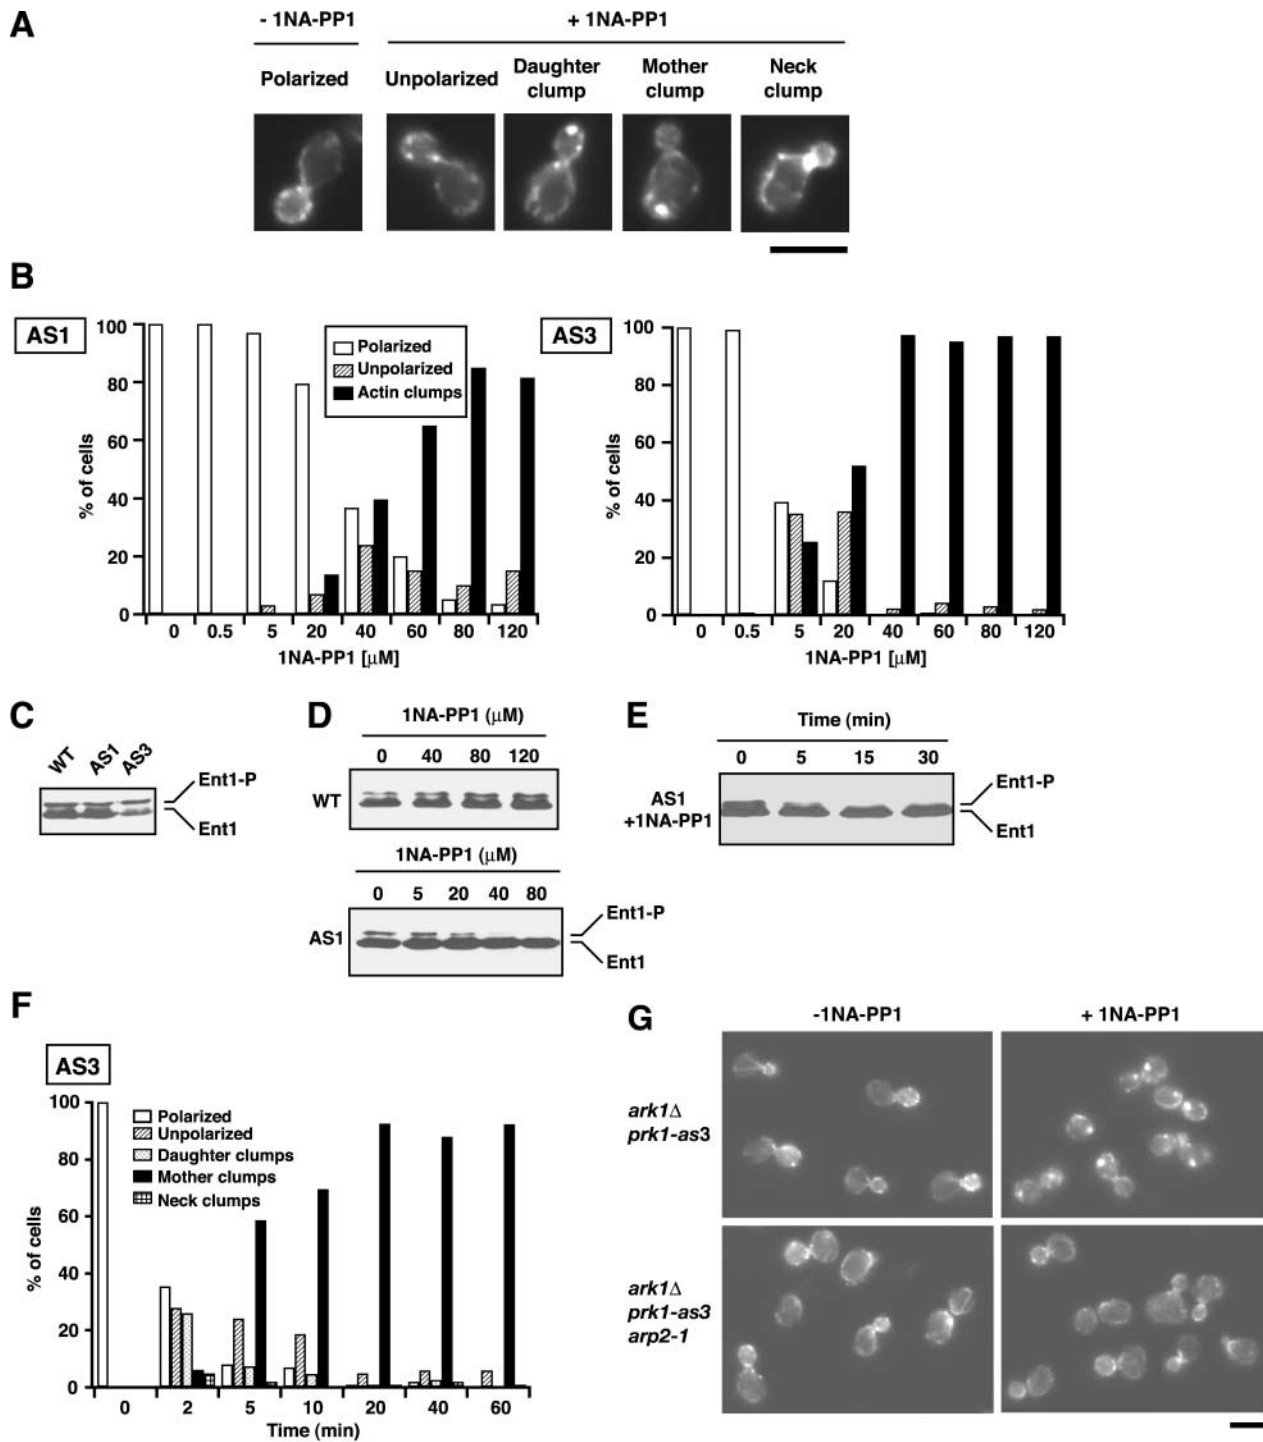 A
- 1NA-PP1
+ 1NA-PP1
Polarized
Unpolarized
Daughter
clump
Mother
clump
Neck
clump
B
AS1
100
80
60
40
20
0
% of cells
Polarized
Unpolarized
Actin clumps
0 0.5 5 20 40 60 80 120
1NA-PP1 [µM]
AS3
100
80
60
40
20
0
% of cells
0 0.5 5 20 40 60 80 120
1NA-PP1 [µM]
C
WT AS1 AS3
Ent1-P
Ent1
D
1NA-PP1 (µM)
0 40 80 120
WT
1NA-PP1 (µM)
0 5 20 40 80
AS1
Ent1-P
Ent1
E
Time (min)
0 5 15 30
AS1
+1NA-PP1
Ent1-P
Ent1
F
AS3
100
80
60
40
20
0
% of cells
Polarized
Unpolarized
Daughter clumps
Mother clumps
Neck clumps
0 2 5 10 20 40 60
Time (min)
G
-1NA-PP1
+ 1NA-PP1
ark1Δ
prk1-as3
ark1Δ
prk1-as3
arp2-1